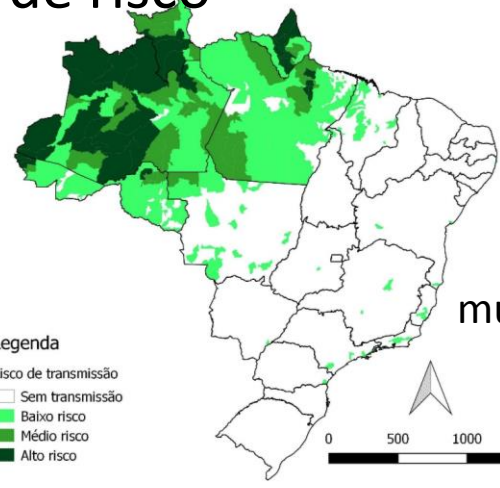 de risco
mu
egenda
isco de transmissão
Sem transmissão
Baixo risco
Médio risco
Alto risco
0 500 1000